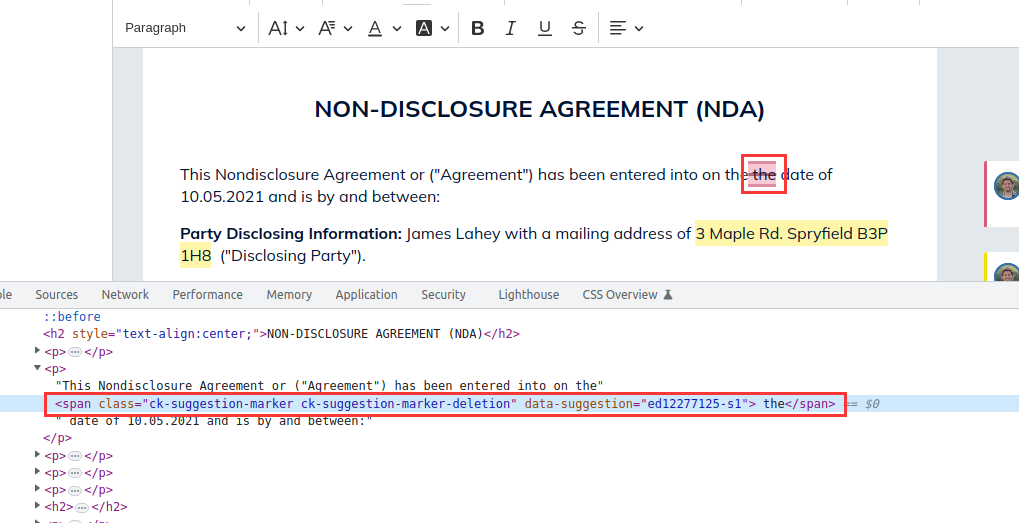 Paragraph A A A A B I U S
NON-DISCLOSURE AGREEMENT (NDA)
This Nondisclosure Agreement or ("Agreement") has been entered into on the the date of
10.05.2021 and is by and between:
Party Disclosing Information: James Lahey with a mailing address of 3 Maple Rd. Spryfield B3P
1H8 ("Disclosing Party").
ole Sources Network Performance Memory Application Security Lighthouse CSS Overview
::before
<h2 style="text-align:center;">NON-DISCLOSURE AGREEMENT (NDA)</h2>
<p>…</p>
<p>
"This Nondisclosure Agreement or ("Agreement") has been entered into on the"
<span class="ck-suggestion-marker ck-suggestion-marker-deletion" data-suggestion="ed12277125-s1"> the</span> == $0
" date of 10.05.2021 and is by and between:"
</p>
<p>…</p>
<p>…</p>
<p>…</p>
<h2>…</h2>
<p>…</p>